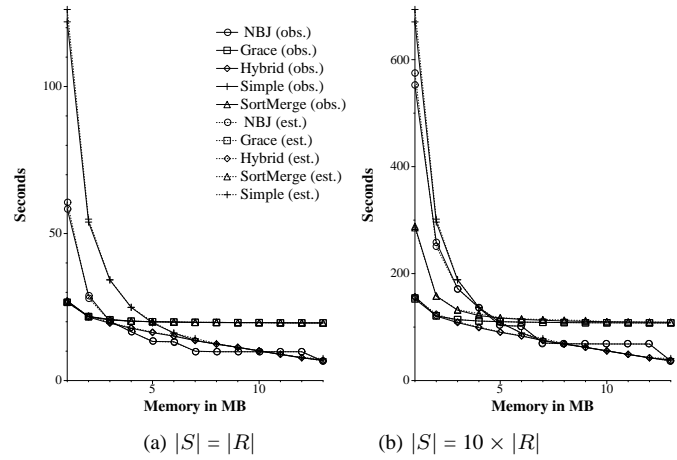 NBJ (obs.)
Grace (obs.)
Hybrid (obs.)
Simple (obs.)
SortMerge (obs.)
NBJ (est.)
Grace (est.)
Hybrid (est.)
SortMerge (est.)
Simple (est.)
100
50
0
Seconds
5
10
Memory in MB
(a) |S| = |R|
600
400
200
0
Seconds
5
10
Memory in MB
(b) |S| = 10 × |R|